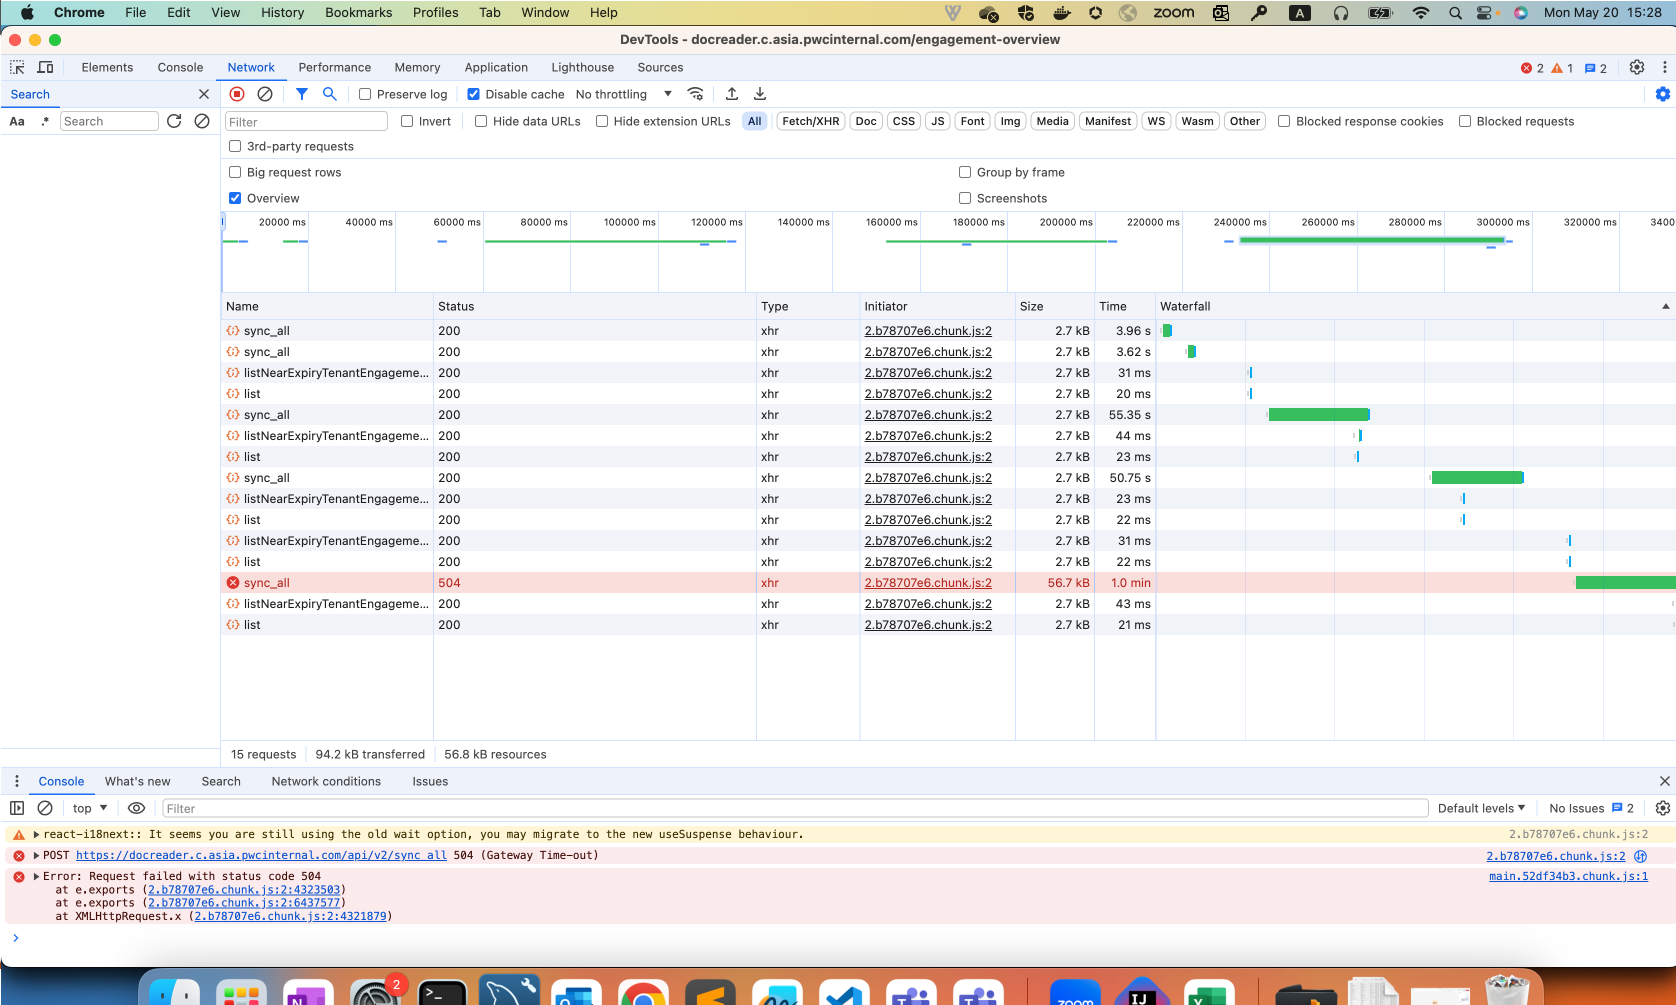 Chrome File Edit View History Bookmarks Profiles Tab Window Help zoom A Mon May 20 15:28
DevTools - docreader.c.asia.pwcinternal.com/engagement-overview
Elements Console Network Performance Memory Application Lighthouse Sources 2 1 2
Search Preserve log Disable cache No throttling
Aa .* Search Filter Invert Hide data URLs Hide extension URLs All Fetch/XHR Doc CSS JS Font Img Media Manifest WS Wasm Other Blocked response cookies Blocked requests
3rd-party requests
Big request rows Group by frame
Overview Screenshots
20000 ms 40000 ms 60000 ms 80000 ms 100000 ms 120000 ms 140000 ms 160000 ms 180000 ms 200000 ms 220000 ms 240000 ms 260000 ms 280000 ms 300000 ms 320000 ms 3400
Name Status Type Initiator Size Time Waterfall
sync_all 200 xhr 2.b78707e6.chunk.js:2 2.7 kB 3.96 s
sync_all 200 xhr 2.b78707e6.chunk.js:2 2.7 kB 3.62 s
listNearExpiryTenantEngageme... 200 xhr 2.b78707e6.chunk.js:2 2.7 kB 31 ms
list 200 xhr 2.b78707e6.chunk.js:2 2.7 kB 20 ms
sync_all 200 xhr 2.b78707e6.chunk.js:2 2.7 kB 55.35 s
listNearExpiryTenantEngageme... 200 xhr 2.b78707e6.chunk.js:2 2.7 kB 44 ms
list 200 xhr 2.b78707e6.chunk.js:2 2.7 kB 23 ms
sync_all 200 xhr 2.b78707e6.chunk.js:2 2.7 kB 50.75 s
listNearExpiryTenantEngageme... 200 xhr 2.b78707e6.chunk.js:2 2.7 kB 23 ms
list 200 xhr 2.b78707e6.chunk.js:2 2.7 kB 22 ms
listNearExpiryTenantEngageme... 200 xhr 2.b78707e6.chunk.js:2 2.7 kB 31 ms
list 200 xhr 2.b78707e6.chunk.js:2 2.7 kB 22 ms
sync_all 504 xhr 2.b78707e6.chunk.js:2 56.7 kB 1.0 min
listNearExpiryTenantEngageme... 200 xhr 2.b78707e6.chunk.js:2 2.7 kB 43 ms
list 200 xhr 2.b78707e6.chunk.js:2 2.7 kB 21 ms
15 requests 94.2 kB transferred 56.8 kB resources
Console What's new Search Network conditions Issues
top Filter Default levels No Issues 2
react-i18next:: It seems you are still using the old wait option, you may migrate to the new useSuspense behaviour. 2.b78707e6.chunk.js:2
POST https://docreader.c.asia.pwcinternal.com/api/v2/sync_all 504 (Gateway Time-out) 2.b78707e6.chunk.js:2
Error: Request failed with status code 504 main.52df34b3.chunk.js:1
at e.exports (2.b78707e6.chunk.js:2:4323503)
at e.exports (2.b78707e6.chunk.js:2:6437577)
at XMLHttpRequest.x (2.b78707e6.chunk.js:2:4321879)
>
2
N >_ zoom IJ X